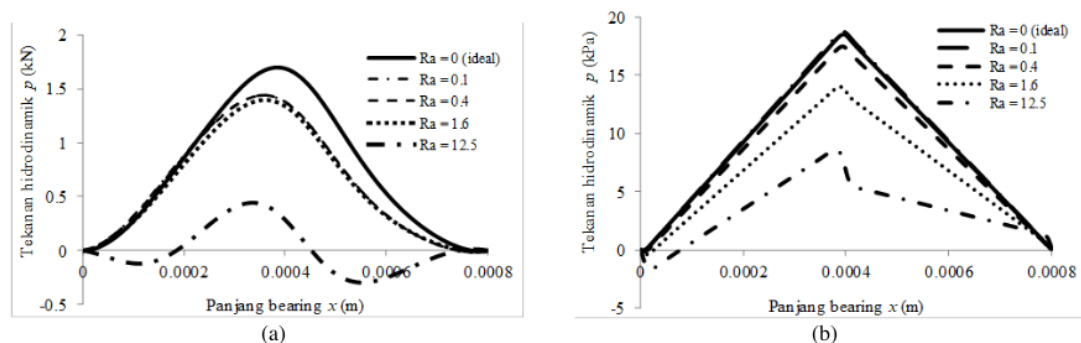 2
1.5
1
0.5
0
-0.5
Tekanan hidrodinamik p (kN)
0 0.0002 0.0004 0.0006 0.0008
Panjang bearing x (m)
Ra = 0 (ideal)
Ra = 0.1
Ra = 0.4
Ra = 1.6
Ra = 12.5
(a)
20
15
10
5
0
-5
Tekanan hidrodinamik p (kPa)
0 0.0002 0.0004 0.0006 0.0008
Panjang bearing x (m)
Ra = 0 (ideal)
Ra = 0.1
Ra = 0.4
Ra = 1.6
Ra = 12.5
(b)